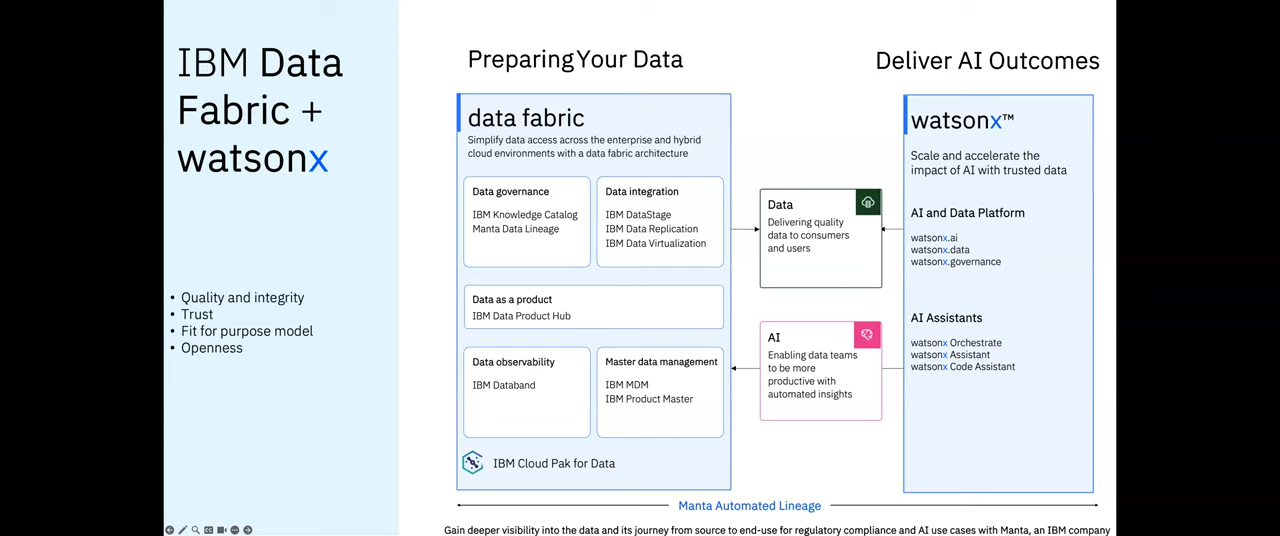 IBM Data
Fabric +
watsonx
• Quality and integrity
• Trust
• Fit for purpose model
• Openness
Preparing Your Data
data fabric
Simplify data access across the enterprise and hybrid
cloud environments with a data fabric architecture
Data governance
IBM Knowledge Catalog
Manta Data Lineage
Data integration
IBM DataStage
IBM Data Replication
IBM Data Virtualization
Data as a product
IBM Data Product Hub
Data observability
IBM Databand
Master data management
IBM MDM
IBM Product Master
IBM Cloud Pak for Data
Data
Delivering quality
data to consumers
and users
AI
Enabling data teams
to be more
productive with
automated insights
Deliver AI Outcomes
watsonx™
Scale and accelerate the
impact of AI with trusted data
AI and Data Platform
watsonx.ai
watsonx.data
watsonx.governance
AI Assistants
watsonx Orchestrate
watsonx Assistant
watsonx Code Assistant
Manta Automated Lineage
Gain deeper visibility into the data and its journey from source to end-use for regulatory compliance and AI use cases with Manta, an IBM company